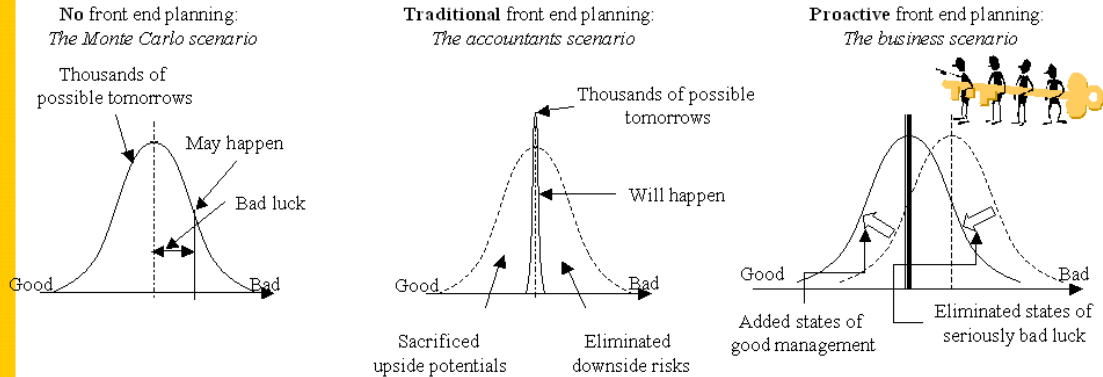 No front end planning:
The Monte Carlo scenario
Thousands of
possible tomorrows
May happen
Bad luck
Good
Bad
Traditional front end planning:
The accountants scenario
Thousands of possible
tomorrows
Will happen
Good
Bad
Sacrificed
upside potentials
Eliminated
downside risks
Proactive front end planning:
The business scenario
Good
Bad
Added states of
good management
Eliminated states of
seriously bad luck